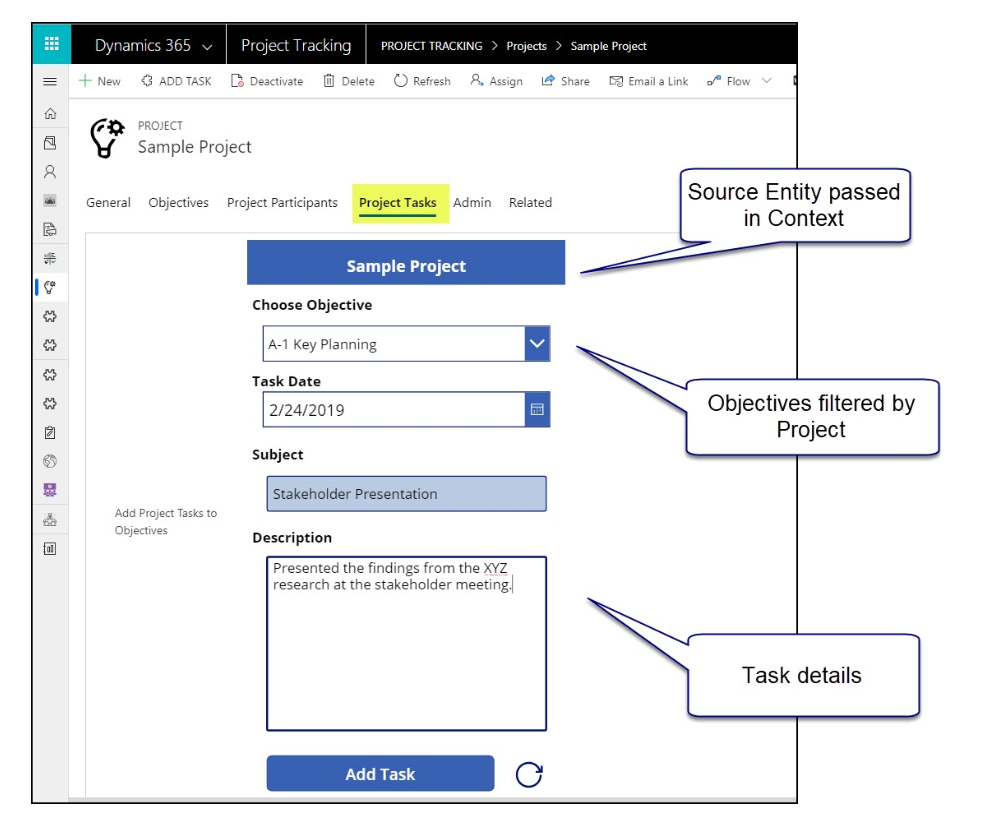 Dynamics 365
Project Tracking
PROJECT TRACKING > Projects > Sample Project
New
ADD TASK
Deactivate
Delete
Refresh
Assign
Share
Email a Link
Flow
PROJECT
Sample Project
General
Objectives
Project Participants
Project Tasks
Admin
Related
Source Entity passed
in Context
Sample Project
Choose Objective
A-1 Key Planning
Task Date
2/24/2019
Objectives filtered by
Project
Subject
Stakeholder Presentation
Add Project Tasks to
Objectives
Description
Presented the findings from the XYZ
research at the stakeholder meeting.
Task details
Add Task